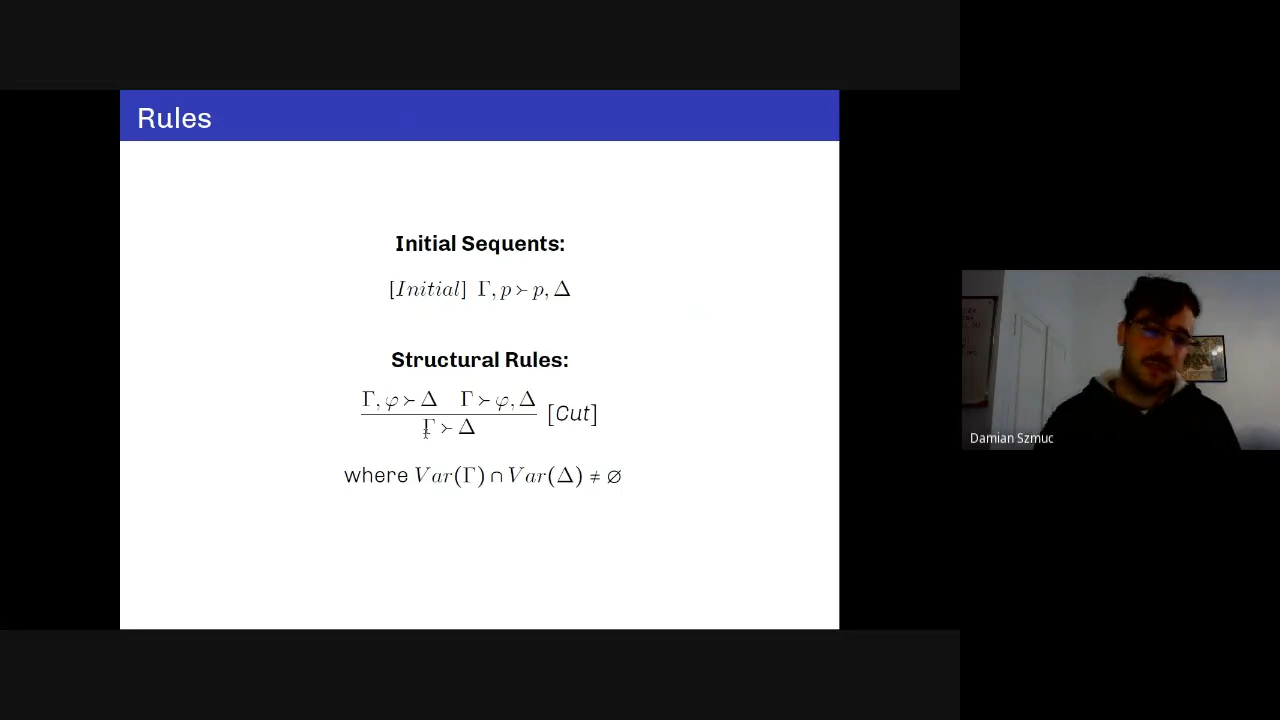 Rules
Initial Sequents:
[Initial] Γ, p ≻ p, Δ
Structural Rules:
Γ, φ ≻ Δ Γ ≻ φ, Δ
[Cut]
Γ ≻ Δ
where Var(Γ) ∩ Var(Δ) ≠ ∅
Damian Szmuc